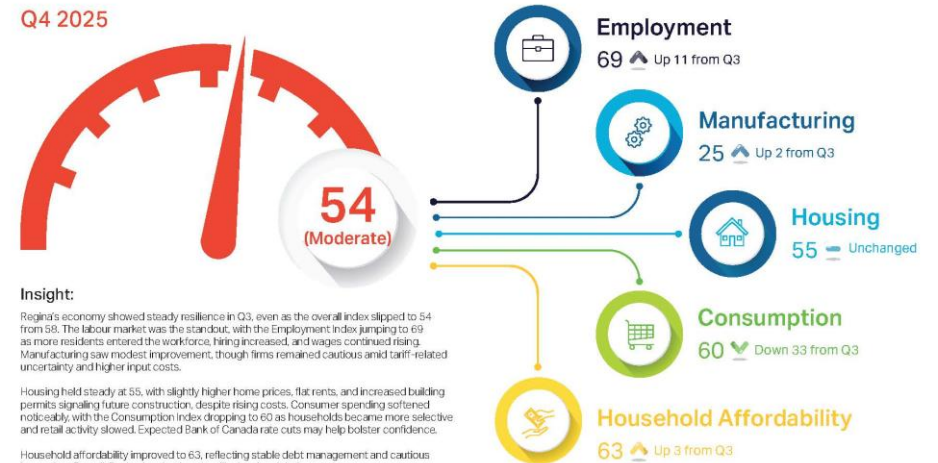 Q4 2025
54
(Moderate)
Employment
69 Up 11 from Q3
Manufacturing
25 Up 2 from Q3
Housing
55 Unchanged
Consumption
60 Down 33 from Q3
Household Affordability
63 Up 3 from Q3
Insight:
Regina's economy showed steady resilience in Q3, even as the overall index slipped to 54
from 58. The labour market was the standout, with the Employment Index jumping to 69
as more residents entered the workforce, hiring increased, and wages continued rising.
Manufacturing saw modest improvement, though firms remained cautious amid tariff-related
uncertainty and higher input costs.
Housing held steady at 55, with slightly higher home prices, flat rents, and increased building
permits signaling future construction, despite rising costs. Consumer spending softened
noticeably, with the Consumption Index dropping to 60 as households became more selective
and retail activity slowed. Expected Bank of Canada rate cuts may help bolster confidence.
Household affordability improved to 63, reflecting stable debt management and cautious